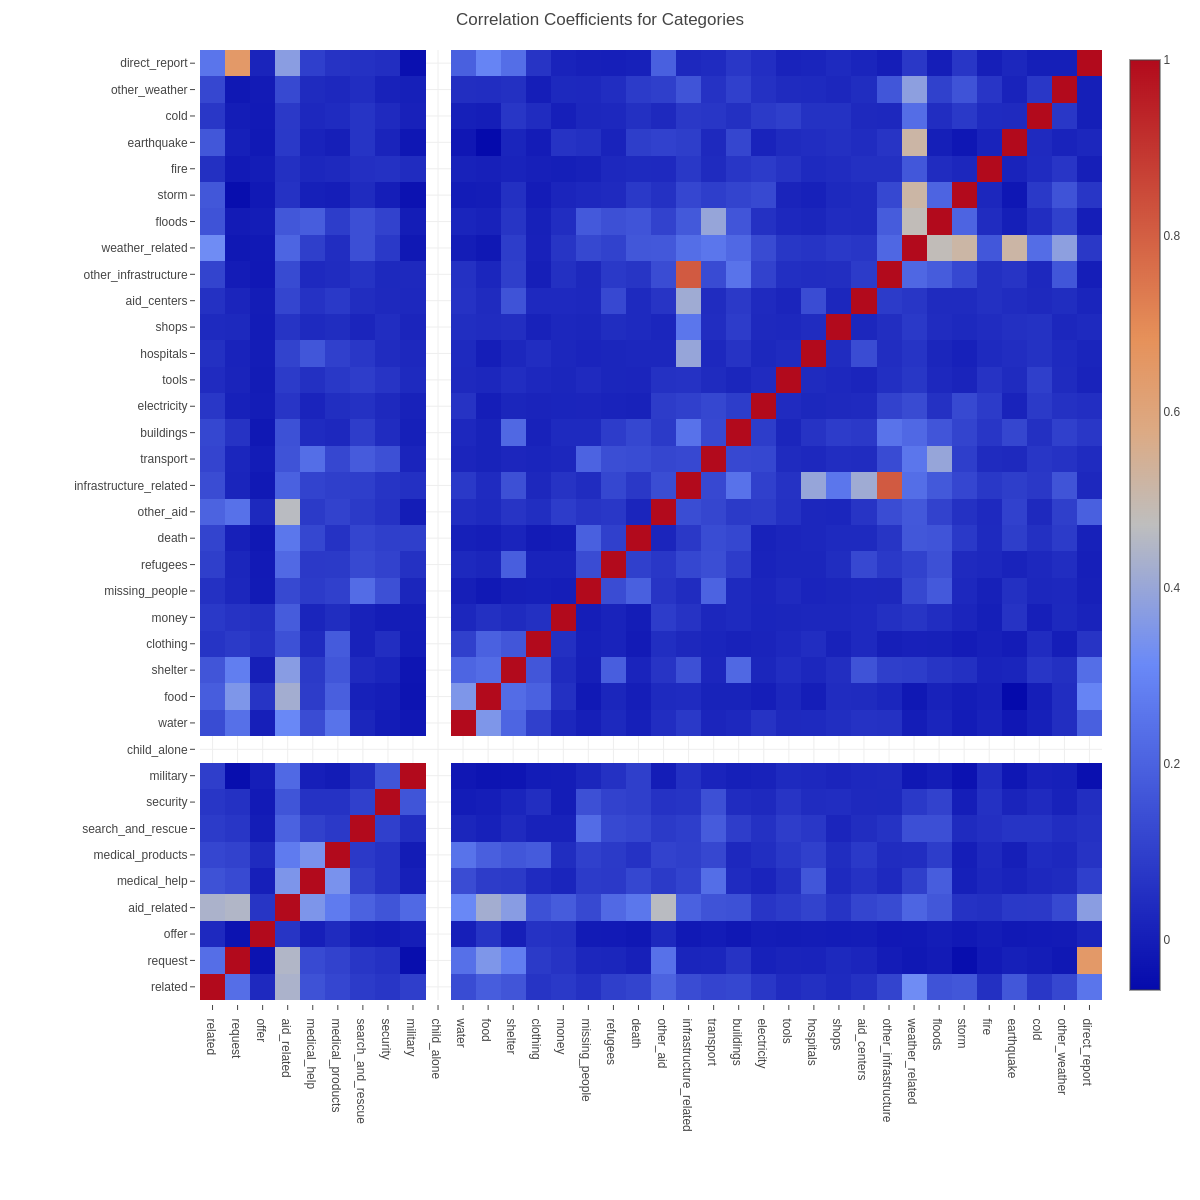 Correlation Coefficients for Categories
direct_report
other_weather
cold
earthquake
fire
storm
floods
weather_related
other_infrastructure
aid_centers
shops
hospitals
tools
electricity
buildings
transport
infrastructure_related
other_aid
death
refugees
missing_people
money
clothing
shelter
food
water
child_alone
military
security
search_and_rescue
medical_products
medical_help
aid_related
offer
request
related
related
request
offer
aid_related
medical_help
medical_products
search_and_rescue
security
military
child_alone
water
food
shelter
clothing
money
missing_people
refugees
death
other_aid
infrastructure_related
transport
buildings
electricity
tools
hospitals
shops
aid_centers
other_infrastructure
weather_related
floods
storm
fire
earthquake
cold
other_weather
direct_report
1
0.8
0.6
0.4
0.2
0